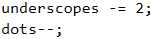 underscopes -= 2;
dots--;